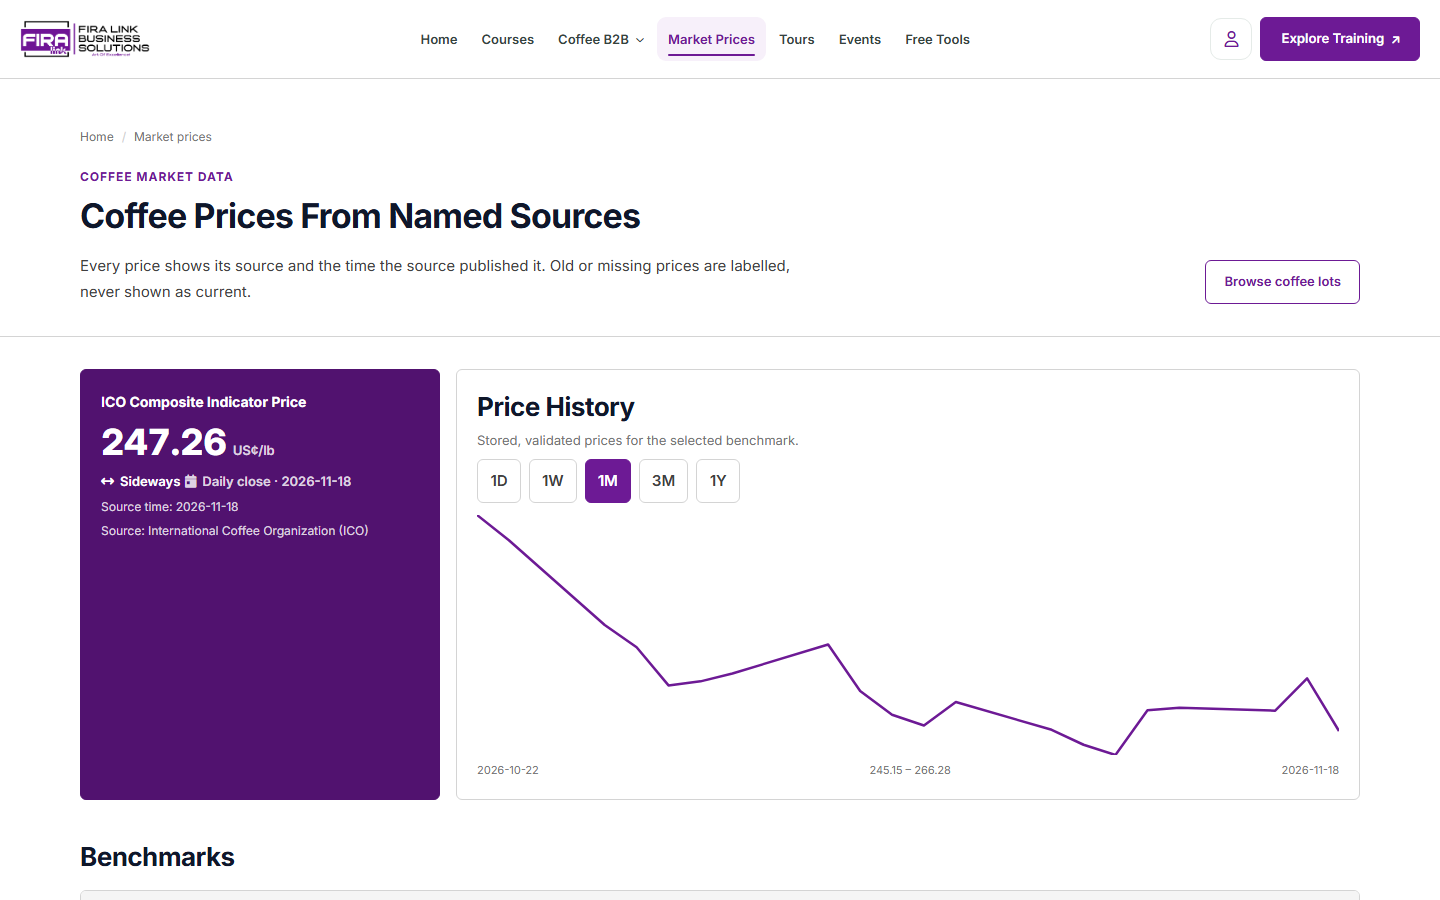 FIRA
FIRA LINK
BUSINESS
SOLUTIONS
Home
Courses
Coffee B2B
Market Prices
Tours
Events
Free Tools
Explore Training
Home / Market prices
COFFEE MARKET DATA
Coffee Prices From Named Sources
Every price shows its source and the time the source published it. Old or missing prices are labelled,
never shown as current.
Browse coffee lots
ICO Composite Indicator Price
247.26 US¢/lb
Sideways Daily close · 2026-11-18
Source time: 2026-11-18
Source: International Coffee Organization (ICO)
Price History
Stored, validated prices for the selected benchmark.
1D
1W
1M
3M
1Y
2026-10-22
245.15 – 266.28
2026-11-18
Benchmarks